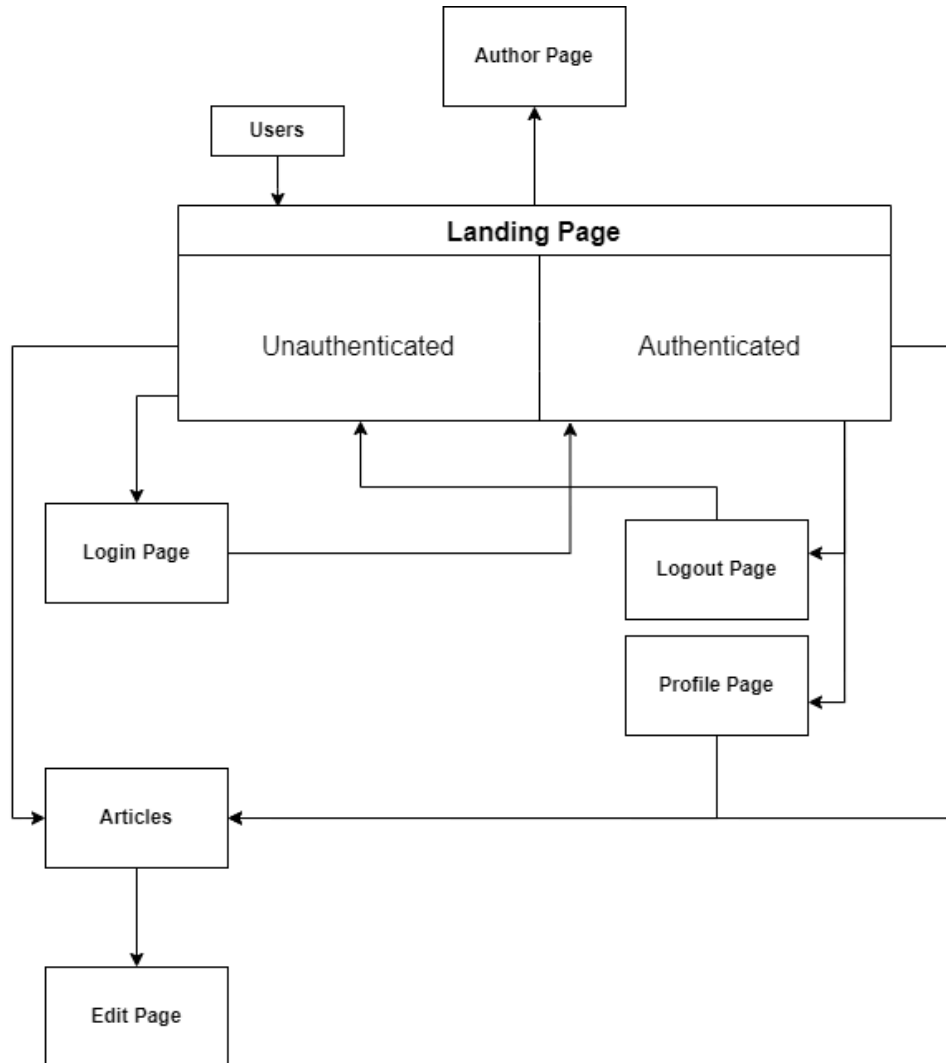 Author Page
Users
Landing Page
Unauthenticated
Authenticated
Login Page
Logout Page
Profile Page
Articles
Edit Page